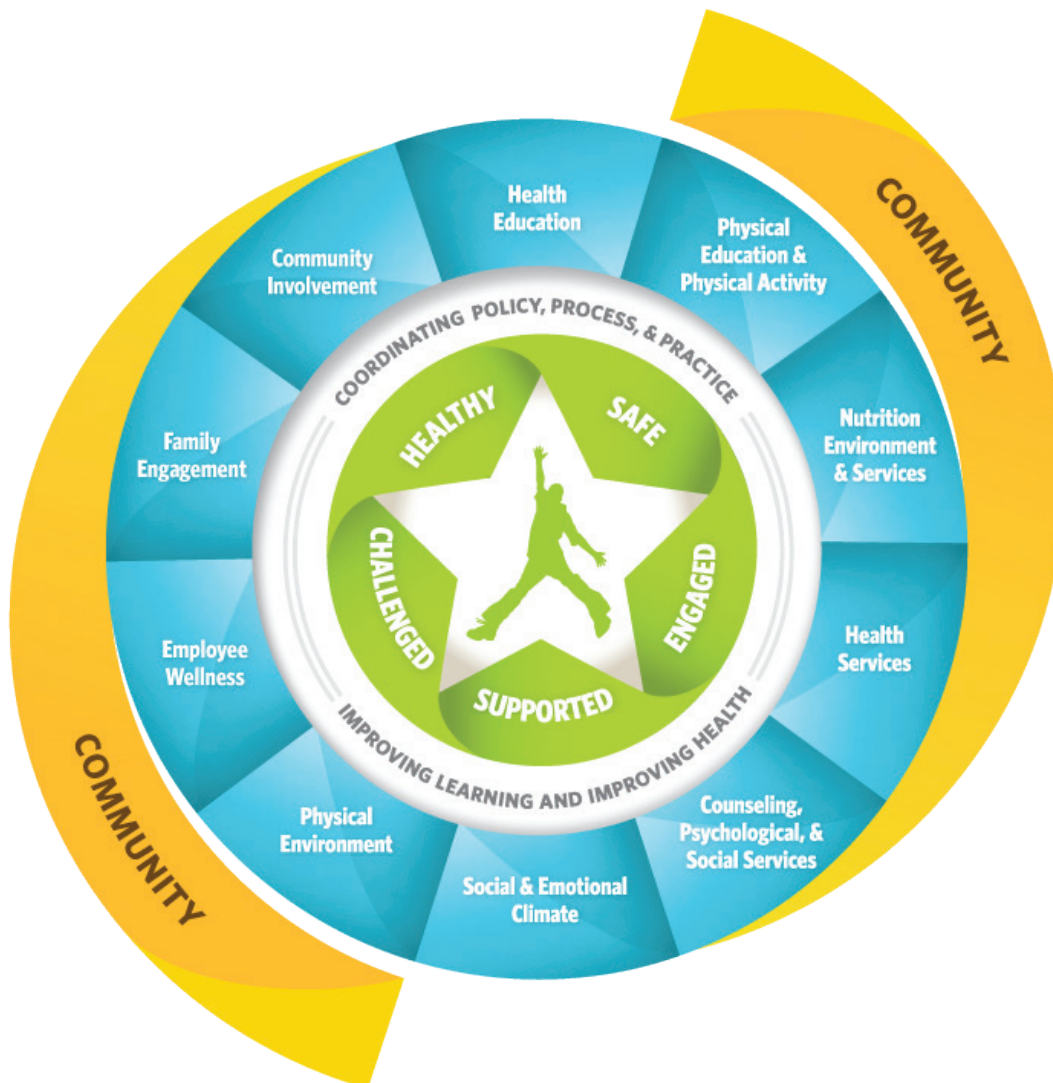 COMMUNITY
Health
Education
Physical
Education &
Physical Activity
Nutrition
Environment
& Services
Health
Services
Counseling,
Psychological, &
Social Services
Social & Emotional
Climate
Physical
Environment
Employee
Wellness
Family
Engagement
Community
Involvement
COORDINATING POLICY, PROCESS, & PRACTICE
IMPROVING LEARNING AND IMPROVING HEALTH
HEALTHY
SAFE
ENGAGED
SUPPORTED
CHALLENGED
COMMUNITY